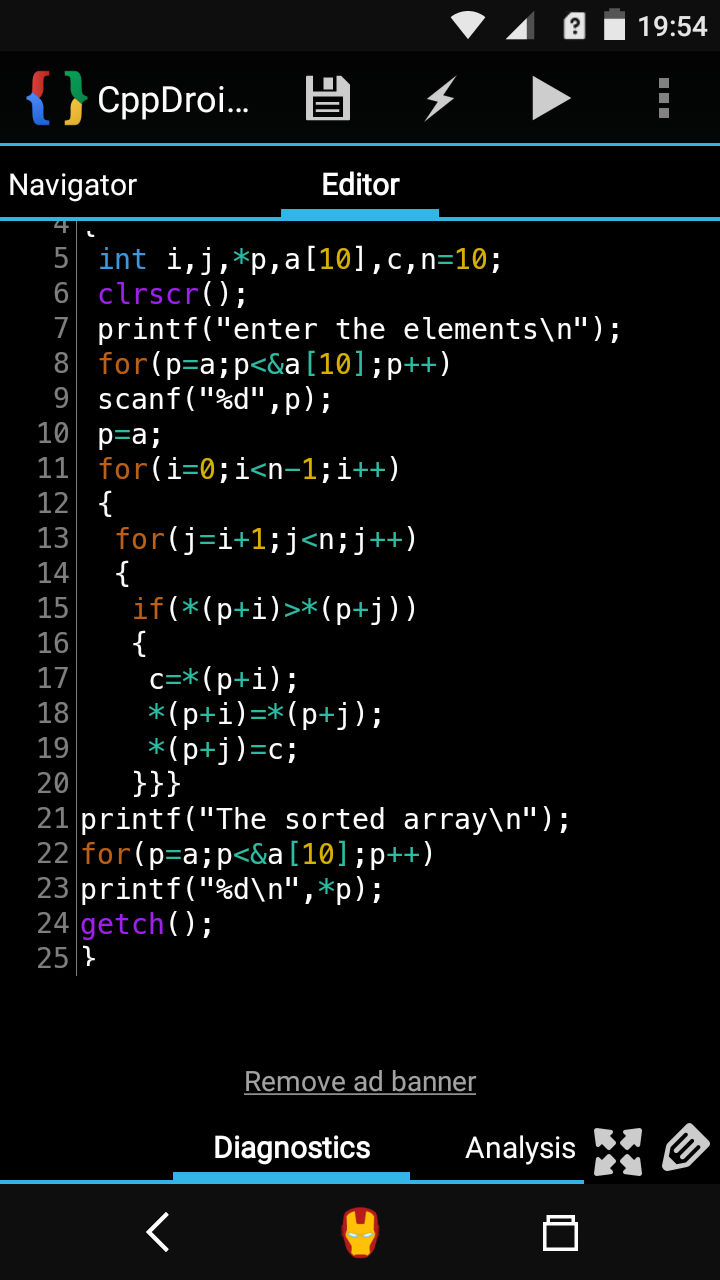 19:54
CppDroi...
Navigator Editor
4 {
5 int i,j,*p,a[10],c,n=10;
6 clrscr();
7 printf("enter the elements\n");
8 for(p=a;p<&a[10];p++)
9 scanf("%d",p);
10 p=a;
11 for(i=0;i<n-1;i++)
12 {
13 for(j=i+1;j<n;j++)
14 {
15 if(*(p+i)>*(p+j))
16 {
17 c=*(p+i);
18 *(p+i)=*(p+j);
19 *(p+j)=c;
20 }}}
21 printf("The sorted array\n");
22 for(p=a;p<&a[10];p++)
23 printf("%d\n",*p);
24 getch();
25 }
Remove ad banner
Diagnostics Analysis